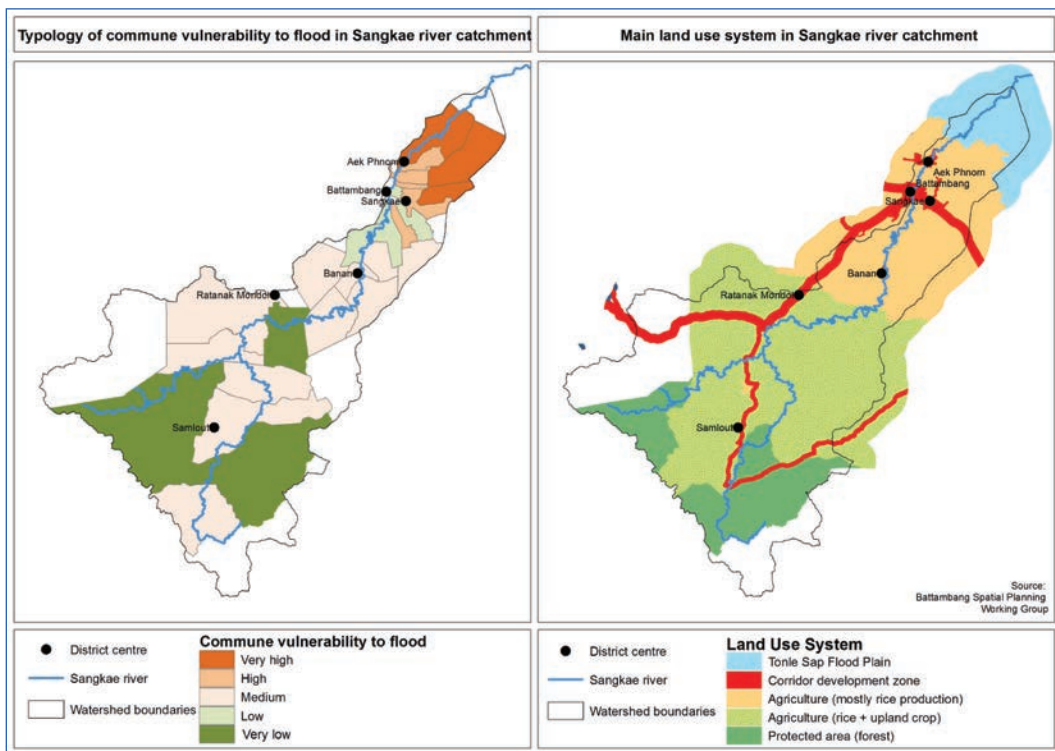 Typology of commune vulnerability to flood in Sangkae river catchment
Main land use system in Sangkae river catchment
Aek Phnom
Battambang
Sangkae
Banan
Ratanak Mondol
Samlout
Aek Phnom
Battambang
Sangkae
Banan
Ratanak Mondol
Samlout
Source:
Battambang Spatial Planning
Working Group
District centre
Sangkae river
Watershed boundaries
Commune vulnerability to flood
Very high
High
Medium
Low
Very low
District centre
Sangkae river
Watershed boundaries
Land Use System
Tonle Sap Flood Plain
Corridor development zone
Agriculture (mostly rice production)
Agriculture (rice + upland crop)
Protected area (forest)